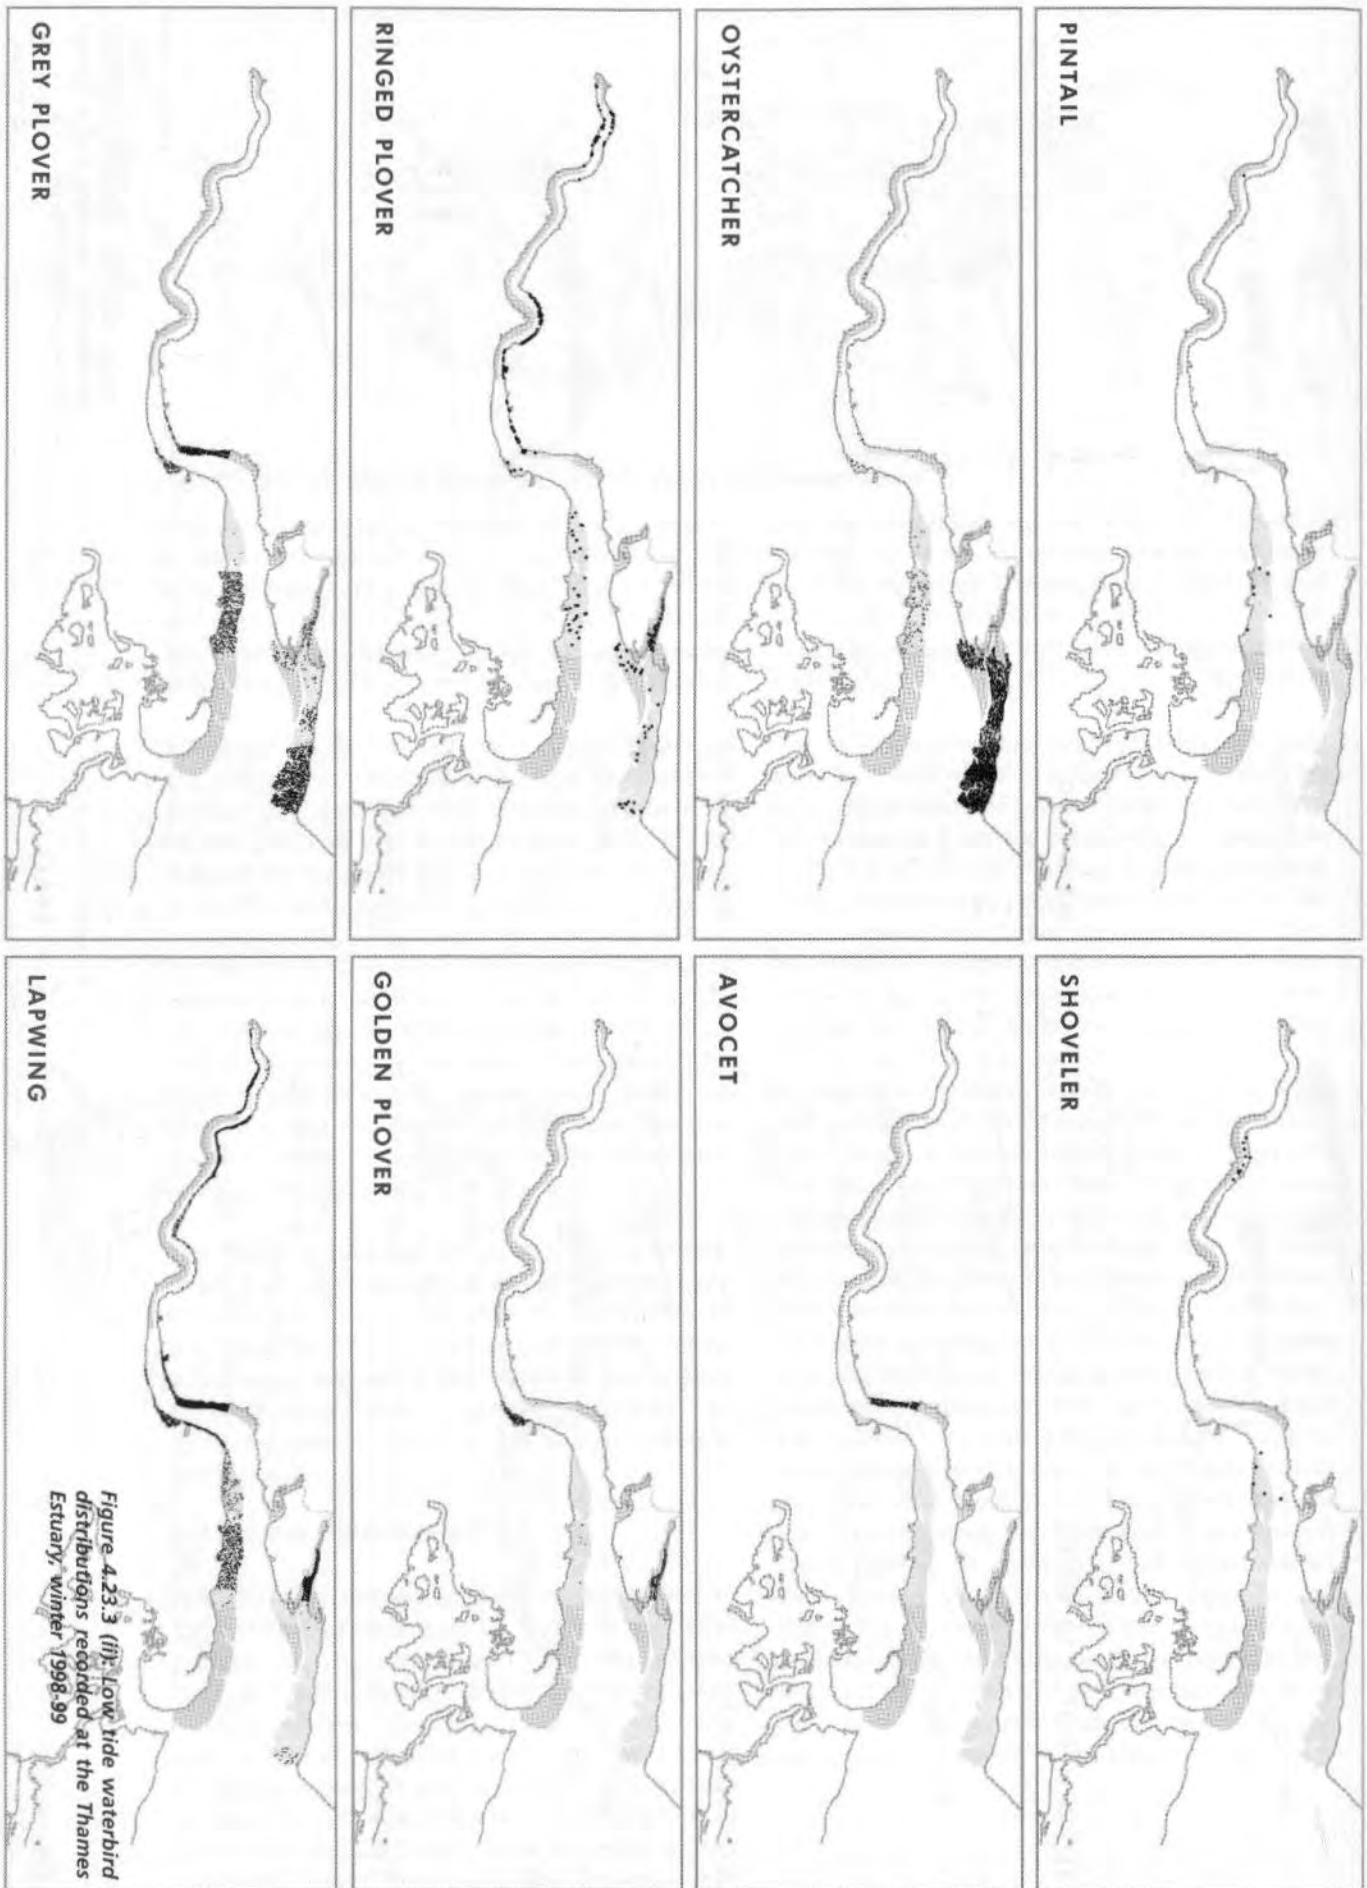 PINTAIL
SHOVELER
OYSTERCATCHER
AVOCET
RINGED PLOVER
GOLDEN PLOVER
GREY PLOVER
LAPWING
Figure 4.23.3 (iii): Low tide waterbird
distributions recorded at the Thames
Estuary, winter 1998-99